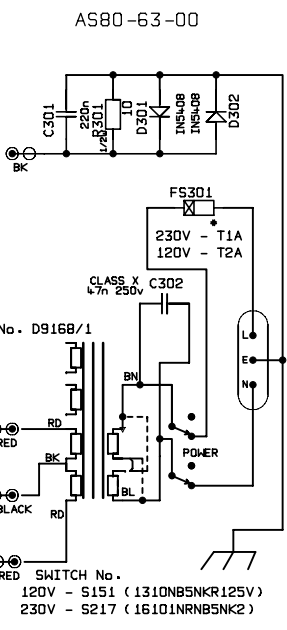 AS80-63-00
C301
220n
R301
1/2W
10
D301
IN5408
IN5408
D302
BK
FS301
*
230V - T1A
120V - T2A
CLASS X
47n 250v
C302
No. D9168/1
L
E
N
BN
RD
RED
BK
POWER
BLACK
BL
RD
RED
SWITCH No.
120V - S151 (1310NB5NKR125V)
230V - S217 (16101NRNB5NK2)